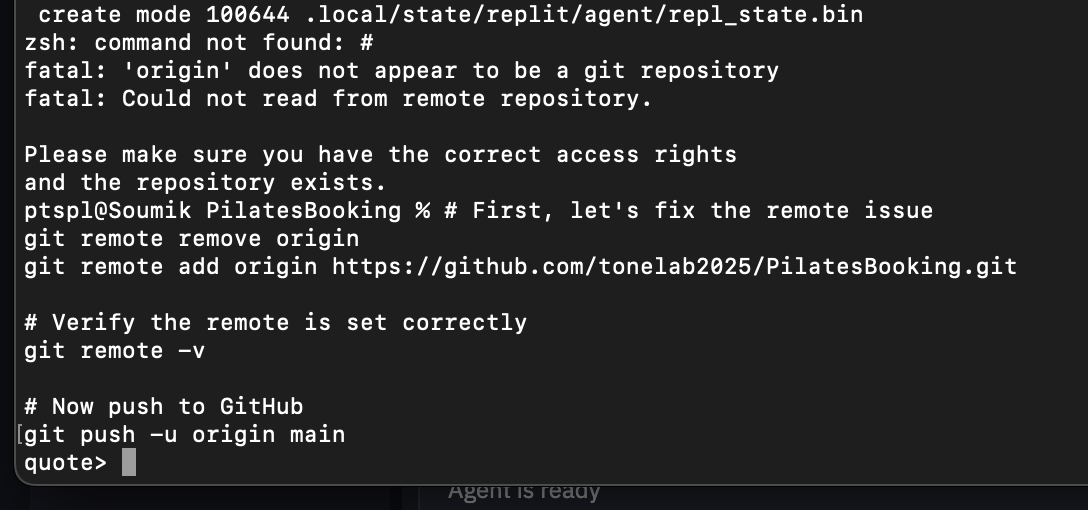 create mode 100644 .local/state/replit/agent/repl_state.bin
zsh: command not found: #
fatal: 'origin' does not appear to be a git repository
fatal: Could not read from remote repository.
Please make sure you have the correct access rights
and the repository exists.
ptspl@Soumik PilatesBooking % # First, let's fix the remote issue
git remote remove origin
git remote add origin https://github.com/tonelab2025/PilatesBooking.git
# Verify the remote is set correctly
git remote -v
# Now push to GitHub
[git push -u origin main
quote>
Agent is ready